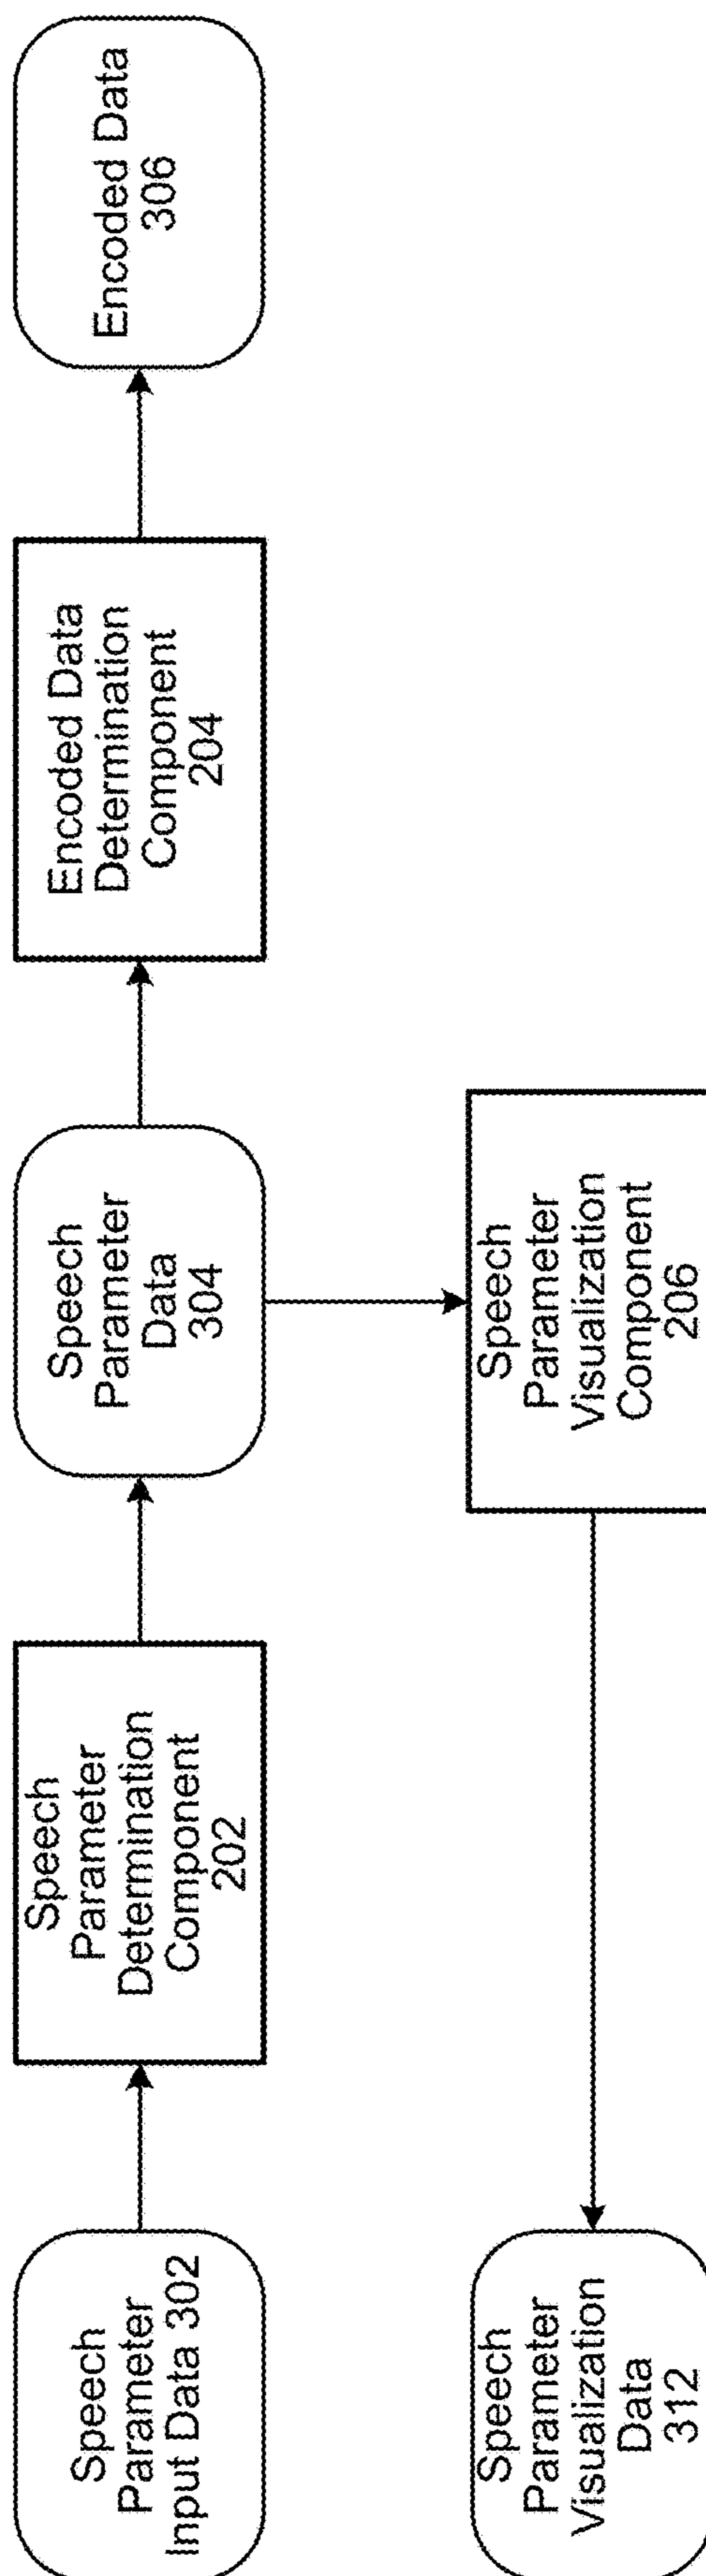 Speech
Parameter
Input Data 302
Speech
Parameter
Determination
Component
202
Speech
Parameter
Data
304
Encoded Data
Determination
Component
204
Encoded Data
306
Speech
Parameter
Visualization
Data
312
Speech
Parameter
Visualization
Component
206